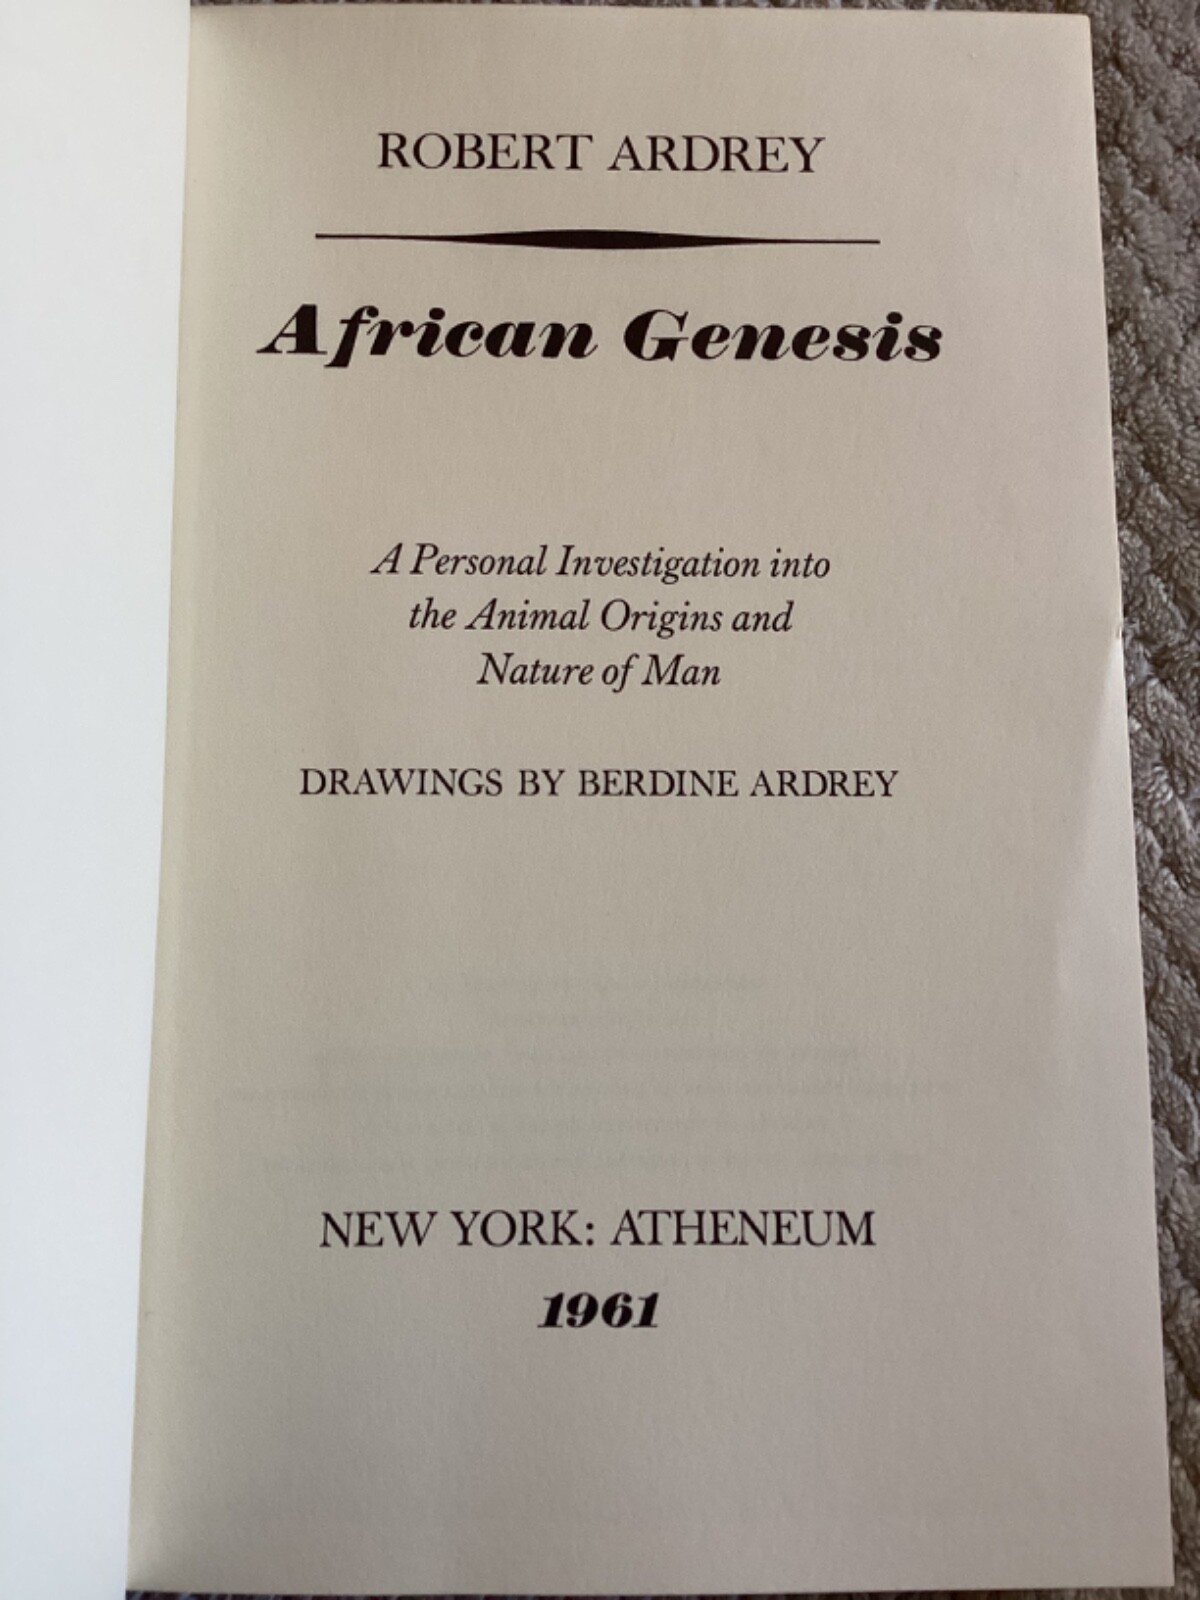 ROBERT ARDREY
African Genesis
A Personal Investigation into
the Animal Origins and
Nature of Man
DRAWINGS BY BERDINE ARDREY
NEW YORK: ATHENEUM
1961